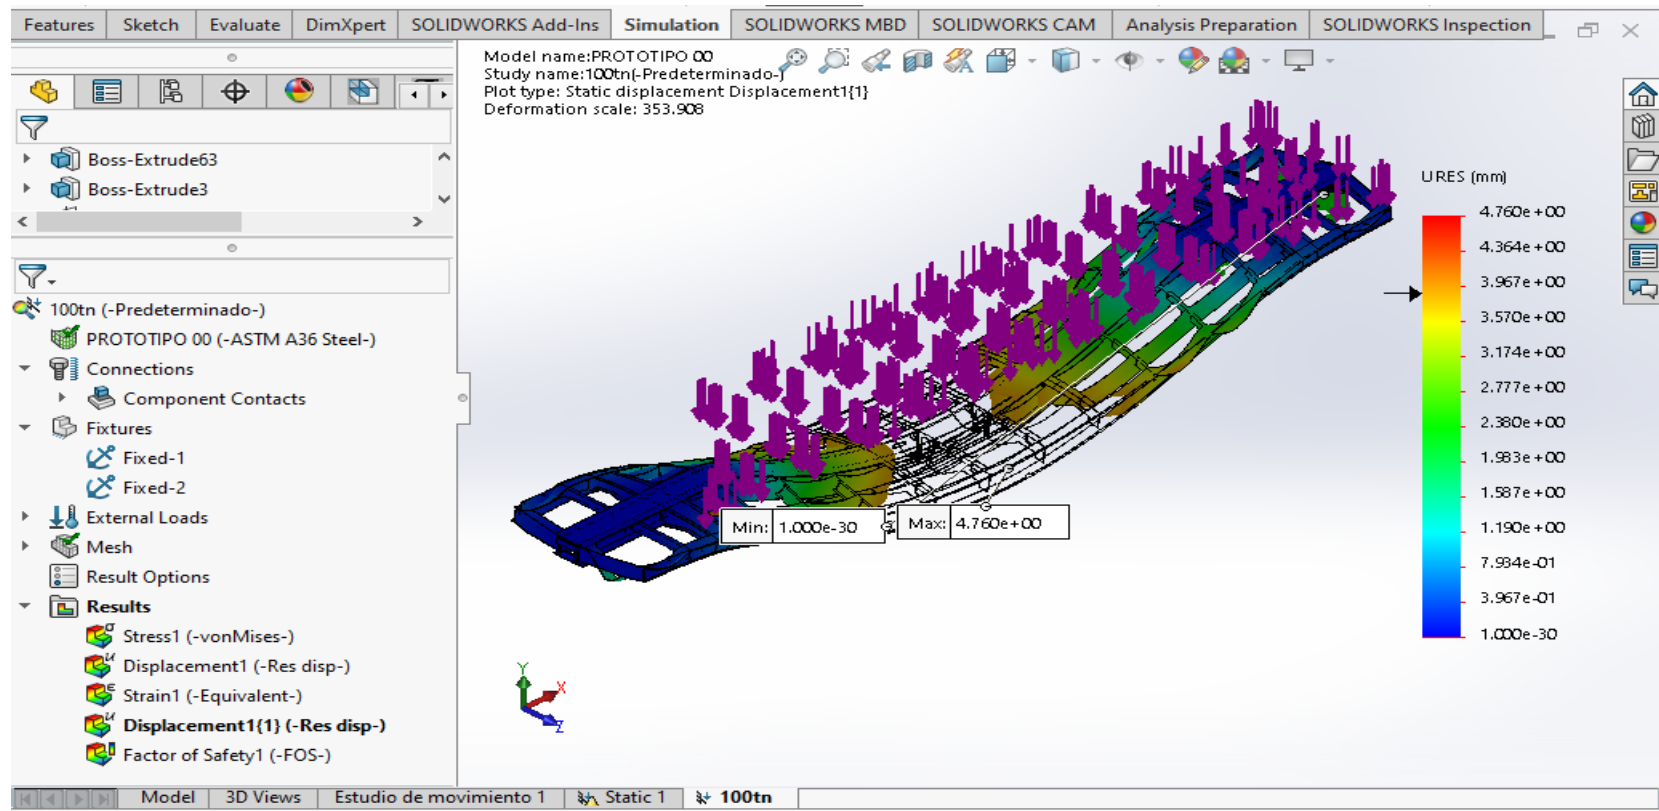 Features Sketch Evaluate DimXpert SOLIDWORKS Add-Ins Simulation SOLIDWORKS MBD SOLIDWORKS CAM Analysis Preparation SOLIDWORKS Inspection
Boss-Extrude63
Boss-Extrude3
100tn (-Predeterminado-)
PROTOTIPO 00 (-ASTM A36 Steel-)
Connections
Component Contacts
Fixtures
Fixed-1
Fixed-2
External Loads
Mesh
Result Options
Results
Stress1 (-vonMises-)
Displacement1 (-Res disp-)
Strain1 (-Equivalent-)
Displacement1{1} (-Res disp-)
Factor of Safety1 (-FOS-)
Model name:PROTOTIPO 00
Study name:100tn(-Predeterminado-)
Plot type: Static displacement Displacement1{1}
Deformation scale: 353.908
URES (mm)
4.760e+00
4.364e+00
3.967e+00
3.570e+00
3.174e+00
2.777e+00
2.380e+00
1.983e+00
1.587e+00
1.190e+00
7.934e-01
3.967e-01
1.000e-30
Min: 1.000e-30
Max: 4.760e+00
Y
X
Z
Model 3D Views Estudio de movimiento 1 Static 1 100tn